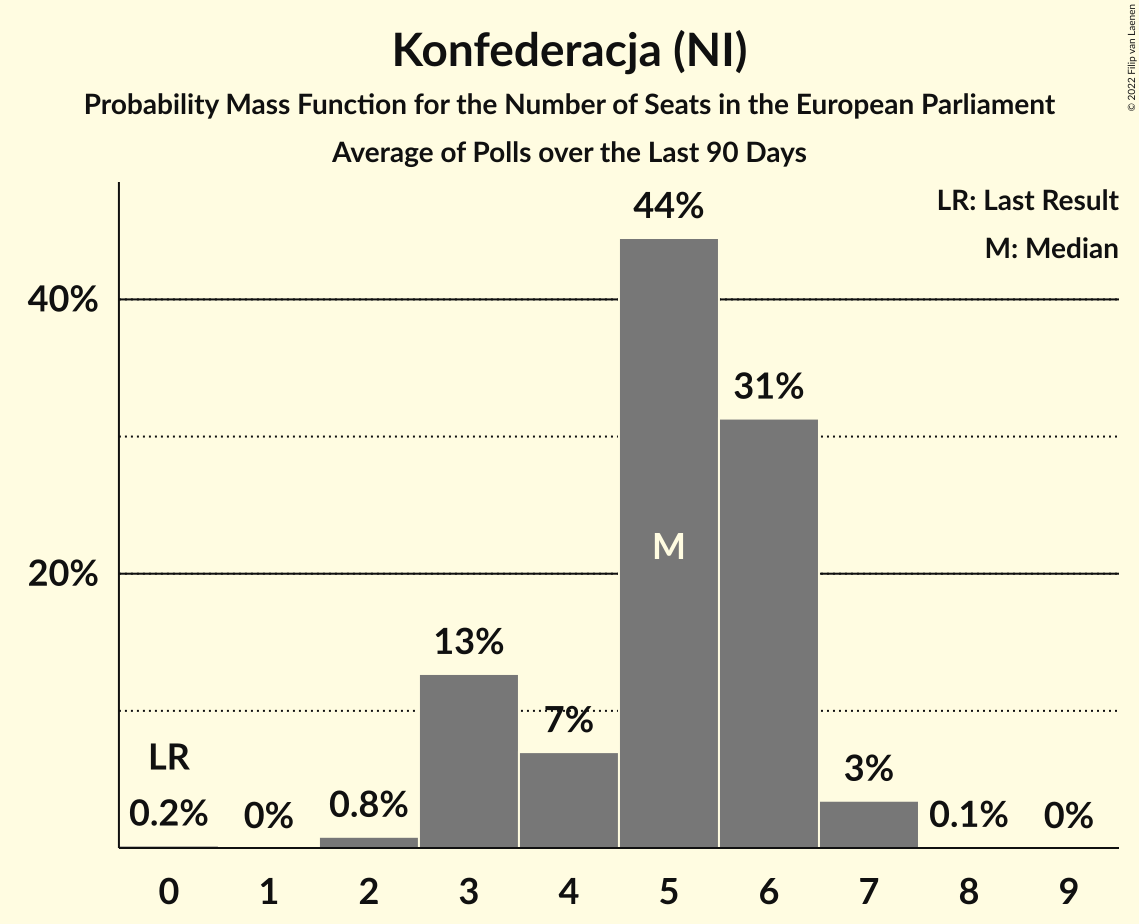 Konfederacja (NI)
Probability Mass Function for the Number of Seats in the European Parliament
Average of Polls over the Last 90 Days
© 2022 Filip van Laenen
LR: Last Result
M: Median
44%
40%
31%
M
20%
13%
7%
LR
3%
0.2%
0%
0.8%
0.1%
0%
0 1 2 3 4 5 6 7 8 9